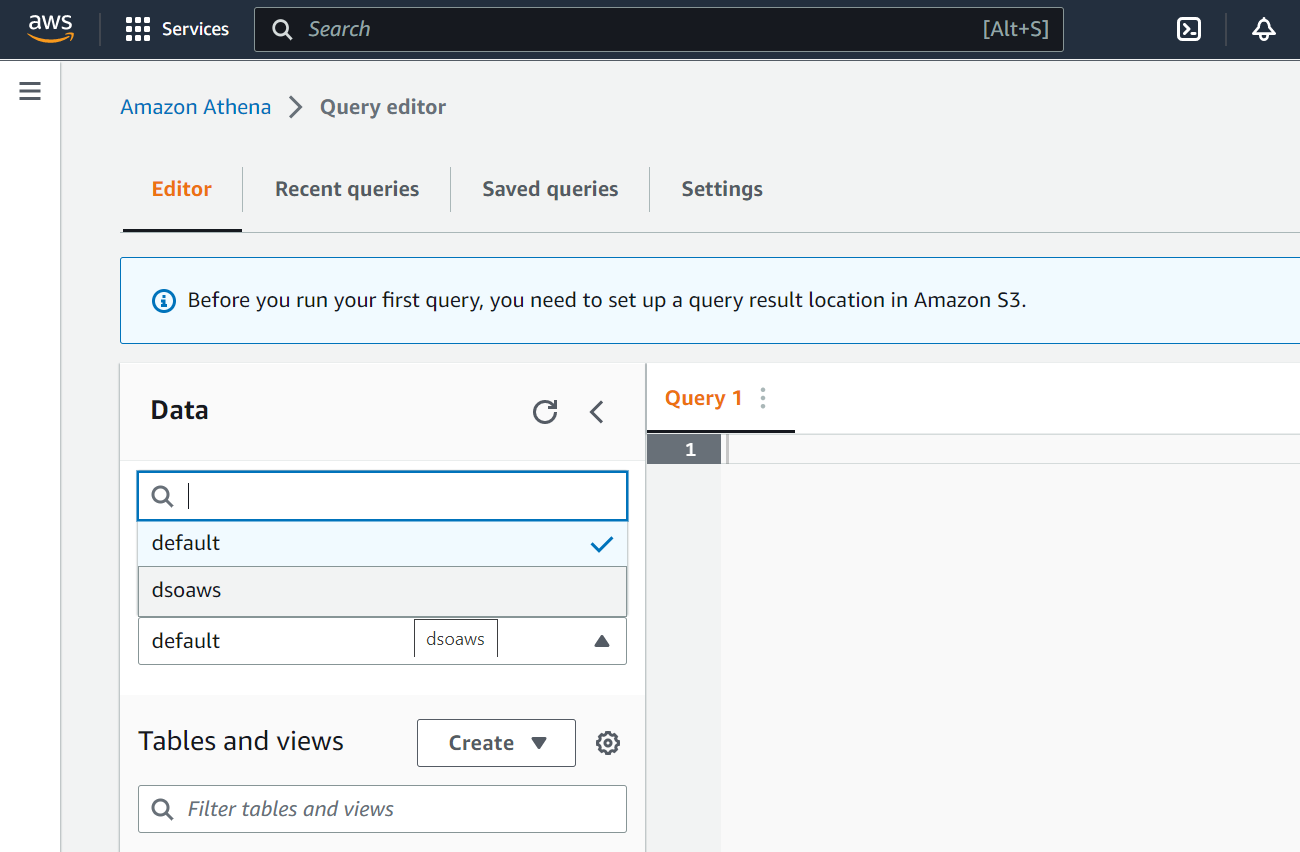 aws Services Search [Alt+S]
Amazon Athena Query editor
Editor Recent queries Saved queries Settings
Before you run your first query, you need to set up a query result location in Amazon S3.
Data
Query 1
1
default
dsoaws
default
dsoaws
Tables and views Create
Filter tables and views